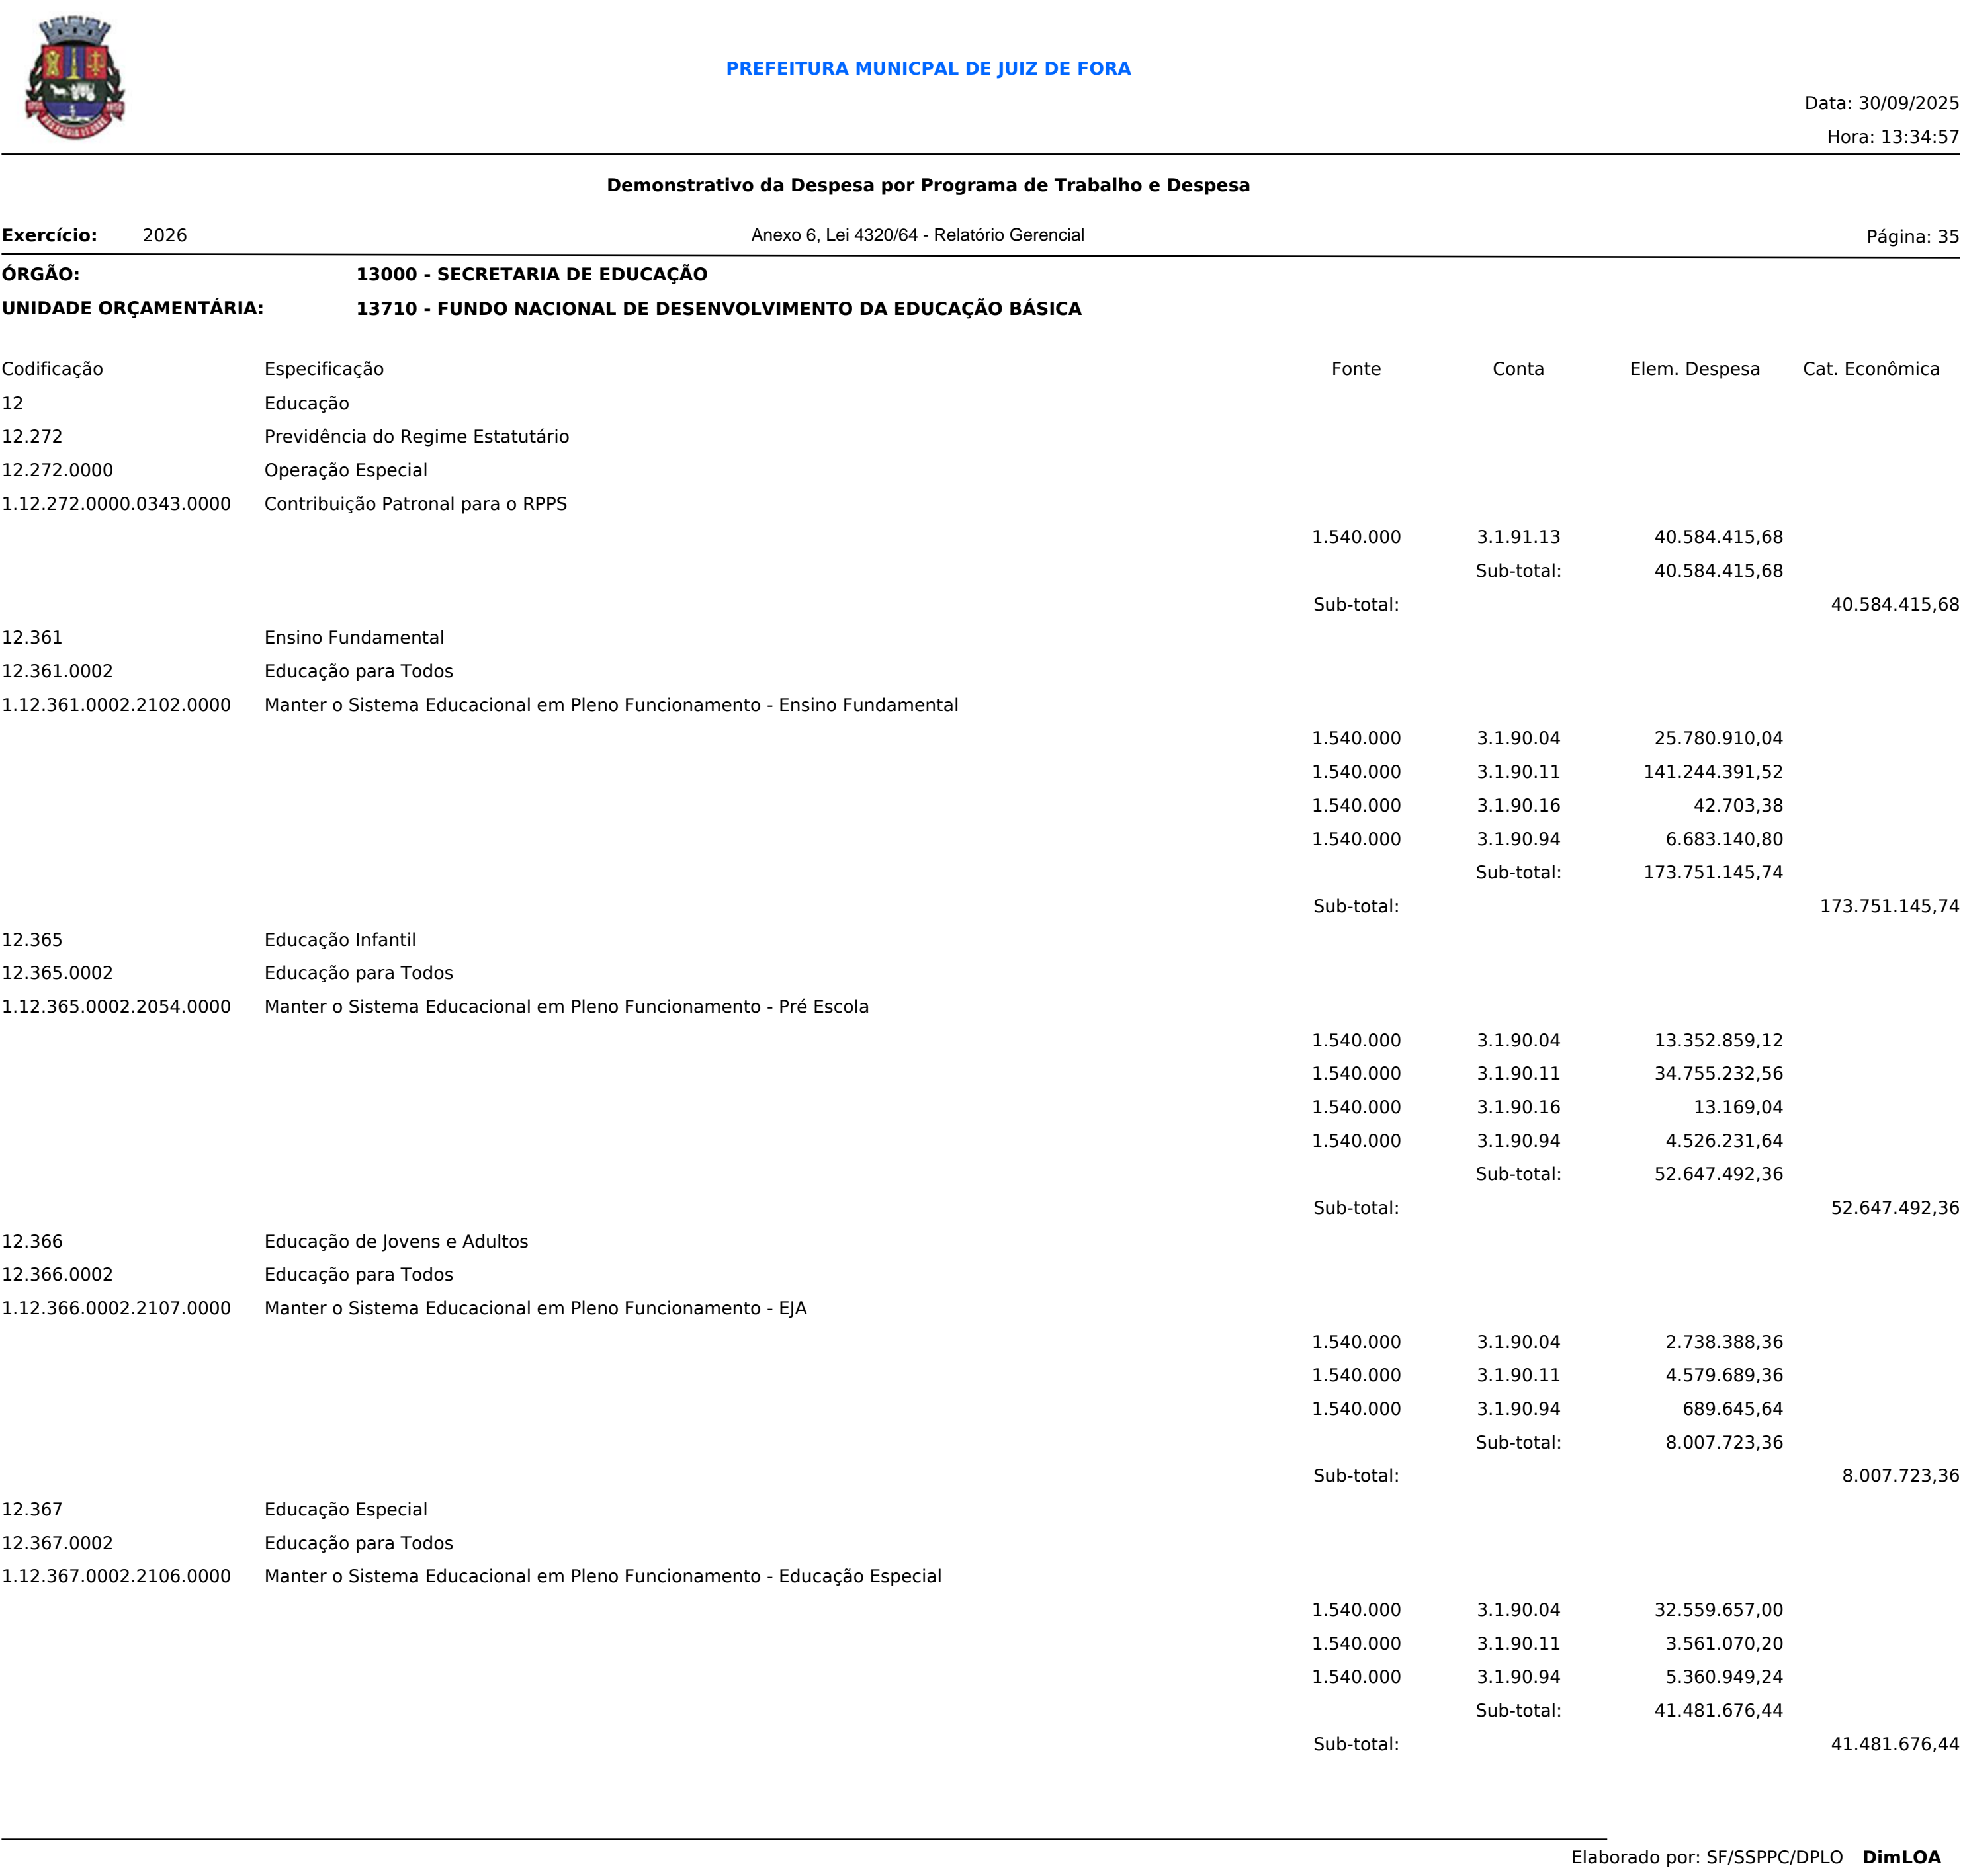 PREFEITURA MUNICPAL DE JUIZ DE FORA
Data: 30/09/2025
Hora: 13:34:57
Demonstrativo da Despesa por Programa de Trabalho e Despesa
Exercício: 2026 Anexo 6, Lei 4320/64 - Relatório Gerencial Página: 35
ÓRGÃO: 13000 - SECRETARIA DE EDUCAÇÃO
UNIDADE ORÇAMENTÁRIA: 13710 - FUNDO NACIONAL DE DESENVOLVIMENTO DA EDUCAÇÃO BÁSICA
Codificação Especificação Fonte Conta Elem. Despesa Cat. Econômica
12 Educação
12.272 Previdência do Regime Estatutário
12.272.0000 Operação Especial
1.12.272.0000.0343.0000 Contribuição Patronal para o RPPS
1.540.000 3.1.91.13 40.584.415,68
Sub-total: 40.584.415,68
Sub-total: 40.584.415,68
12.361 Ensino Fundamental
12.361.0002 Educação para Todos
1.12.361.0002.2102.0000 Manter o Sistema Educacional em Pleno Funcionamento - Ensino Fundamental
1.540.000 3.1.90.04 25.780.910,04
1.540.000 3.1.90.11 141.244.391,52
1.540.000 3.1.90.16 42.703,38
1.540.000 3.1.90.94 6.683.140,80
Sub-total: 173.751.145,74
Sub-total: 173.751.145,74
12.365 Educação Infantil
12.365.0002 Educação para Todos
1.12.365.0002.2054.0000 Manter o Sistema Educacional em Pleno Funcionamento - Pré Escola
1.540.000 3.1.90.04 13.352.859,12
1.540.000 3.1.90.11 34.755.232,56
1.540.000 3.1.90.16 13.169,04
1.540.000 3.1.90.94 4.526.231,64
Sub-total: 52.647.492,36
Sub-total: 52.647.492,36
12.366 Educação de Jovens e Adultos
12.366.0002 Educação para Todos
1.12.366.0002.2107.0000 Manter o Sistema Educacional em Pleno Funcionamento - EJA
1.540.000 3.1.90.04 2.738.388,36
1.540.000 3.1.90.11 4.579.689,36
1.540.000 3.1.90.94 689.645,64
Sub-total: 8.007.723,36
Sub-total: 8.007.723,36
12.367 Educação Especial
12.367.0002 Educação para Todos
1.12.367.0002.2106.0000 Manter o Sistema Educacional em Pleno Funcionamento - Educação Especial
1.540.000 3.1.90.04 32.559.657,00
1.540.000 3.1.90.11 3.561.070,20
1.540.000 3.1.90.94 5.360.949,24
Sub-total: 41.481.676,44
Sub-total: 41.481.676,44
Elaborado por: SF/SSPPC/DPLO DimLOA